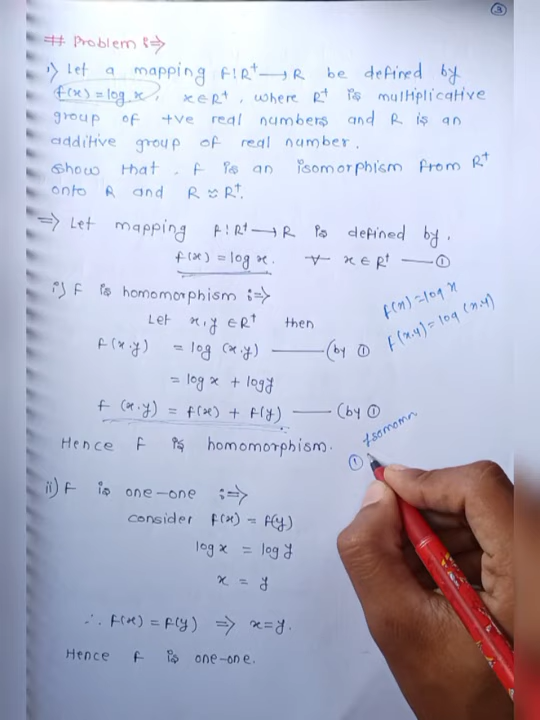 3
## Problem :⇒
1) Let a mapping f: R⁺ → R be defined by
f(x) = log x, x ∈ R⁺, where R⁺ is multiplicative
group of +ve real numbers and R is an
additive group of real number.
Show that, f is an isomorphism from R⁺
onto R and R ≈ R⁺.
⇒ Let mapping f: R⁺ → R is defined by.
f(x) = log x. ∀ x ∈ R⁺ — ①
i) f is homomorphism :⇒
Let x, y ∈ R⁺ then
f(x.y) = log (x.y) — (by ①
= log x + log y
f (x.y) = f(x) + f(y) — (by ①
Hence f is homomorphism.
f(x) = log x
f(x.y) = log (x.y)
Isomomr
①
ii) f is one-one :⇒
consider f(x) = f(y)
log x = log y
x = y
∴ f(x) = f(y) ⇒ x = y.
Hence f is one-one.